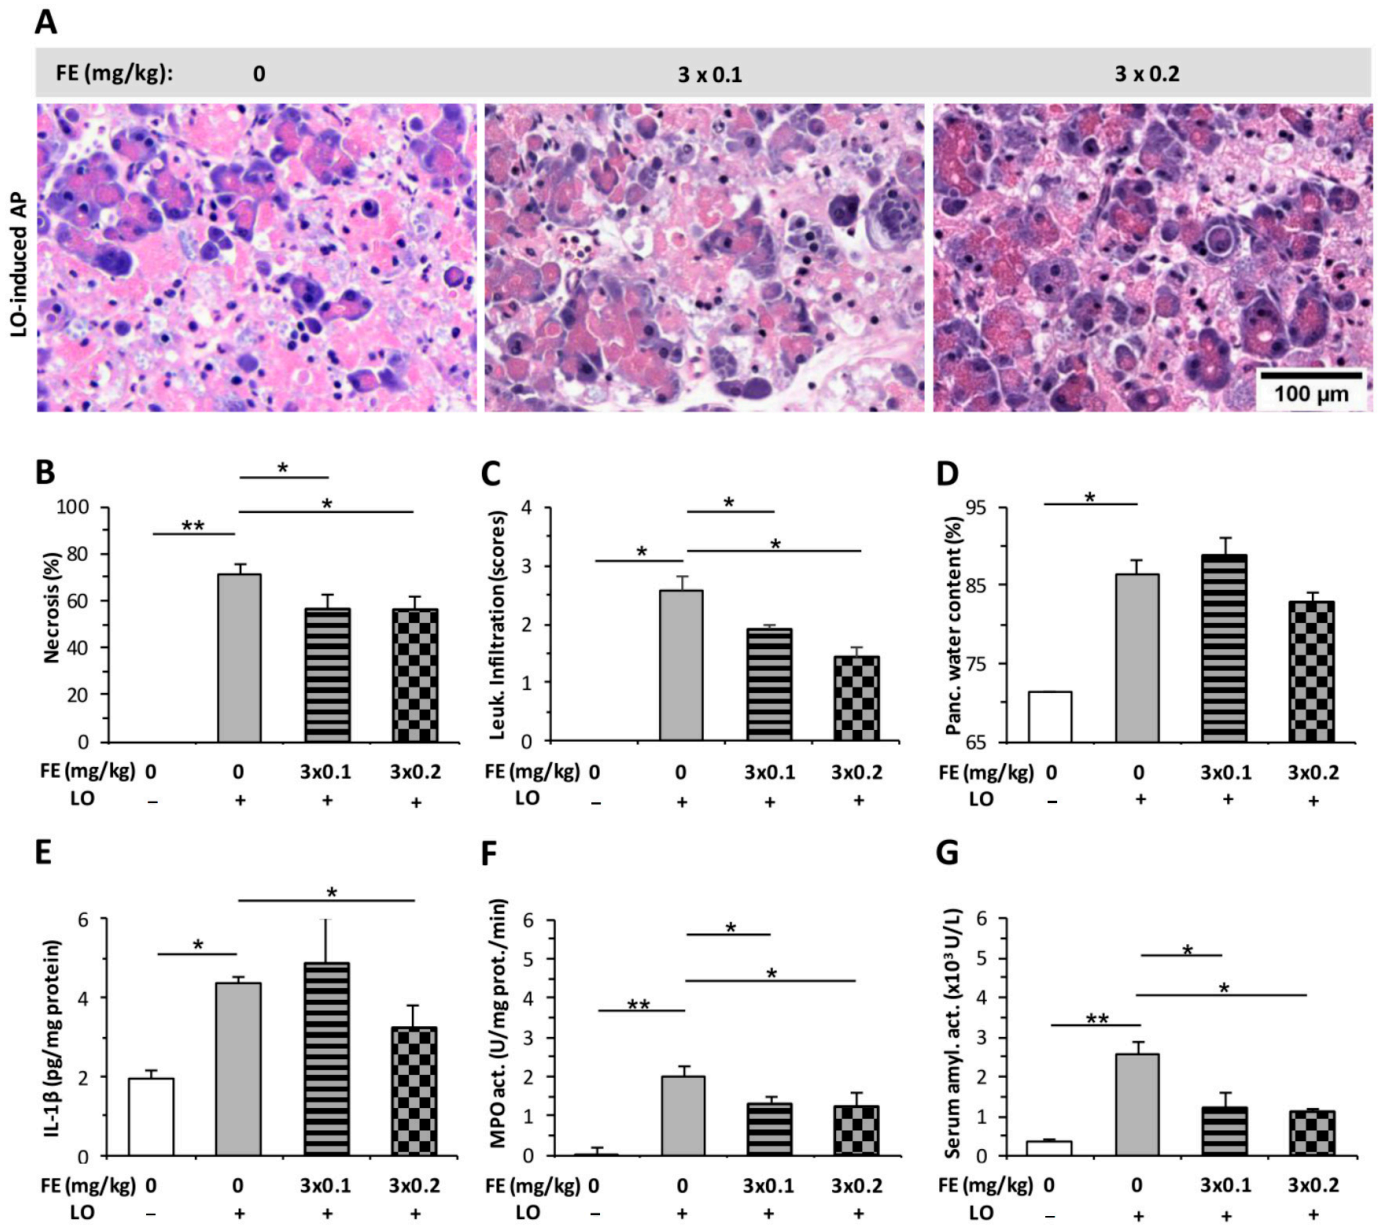 A
FE (mg/kg): 0 3 x 0.1 3 x 0.2
LO-induced AP
100 µm
B
*
*
**
100
80
60
40
20
0
Necrosis (%)
FE (mg/kg) 0 0 3x0.1 3x0.2
LO – + + +
C
*
*
*
4
3
2
1
0
Leuk. Infiltration (scores)
FE (mg/kg) 0 0 3x0.1 3x0.2
LO – + + +
D
*
95
85
75
65
Panc. water content (%)
FE (mg/kg) 0 0 3x0.1 3x0.2
LO – + + +
E
*
*
6
4
2
0
IL-1β (pg/mg protein)
FE (mg/kg) 0 0 3x0.1 3x0.2
LO – + + +
F
*
*
**
6
5
4
3
2
1
0
MPO act. (U/mg prot./min)
FE (mg/kg) 0 0 3x0.1 3x0.2
LO – + + +
G
*
*
**
6
5
4
3
2
1
0
Serum amyl. act. (x10³ U/L)
FE (mg/kg) 0 0 3x0.1 3x0.2
LO – + + +